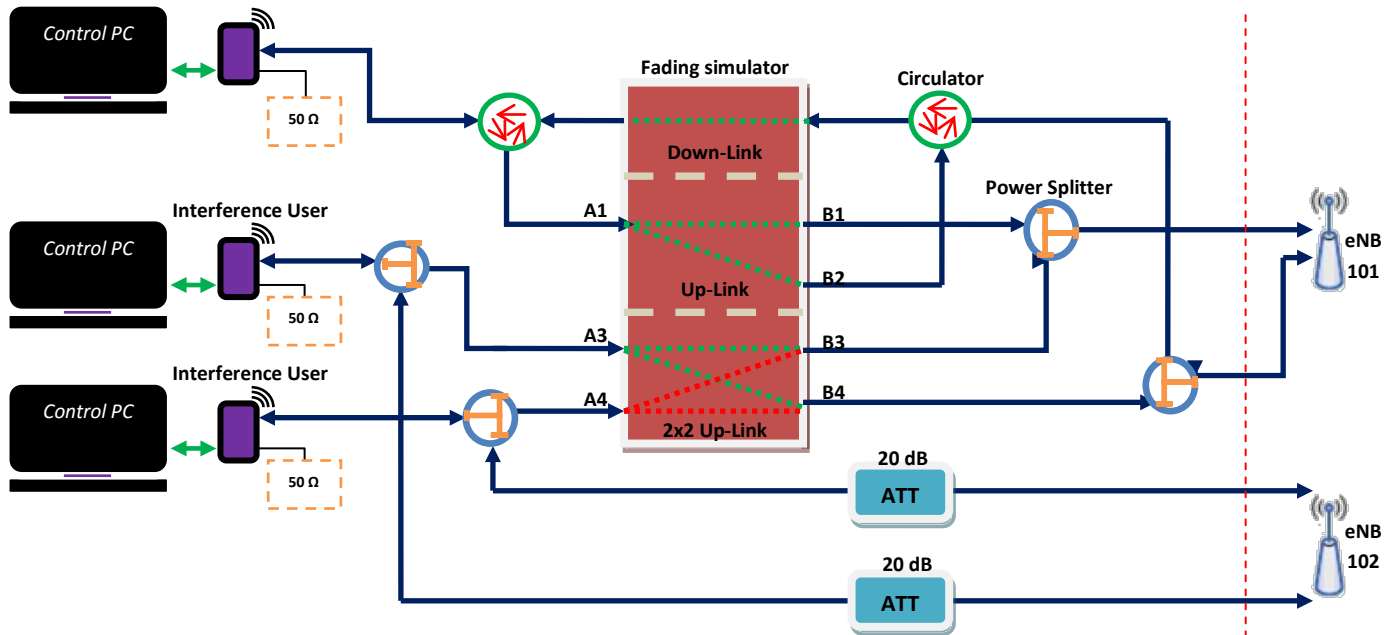 Control PC
50 Ω
Fading simulator
Circulator
Down-Link
A1
B1
B2
Up-Link
Power Splitter
eNB
101
Interference User
Control PC
50 Ω
A3
B3
Interference User
Control PC
50 Ω
A4
B4
2x2 Up-Link
20 dB
ATT
eNB
102
20 dB
ATT